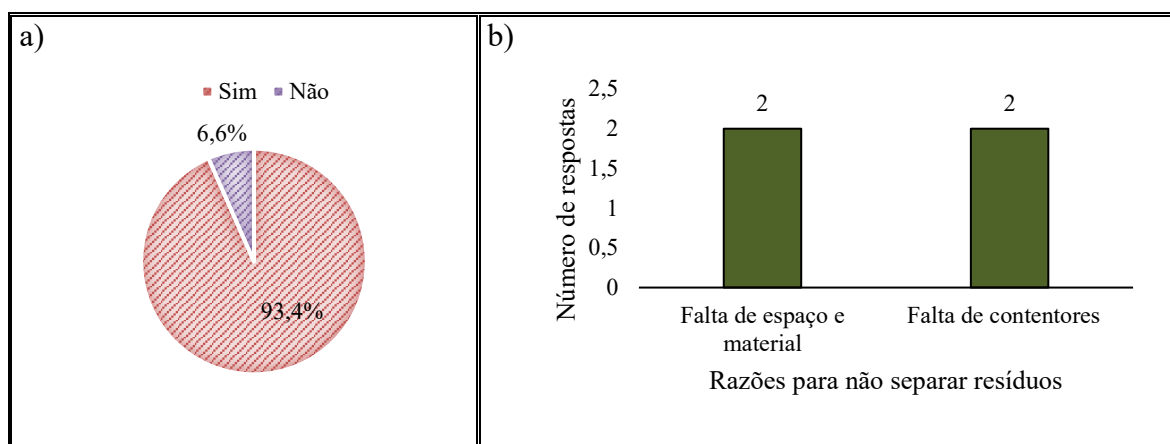 a)
Sim Não
6,6%
93,4%
b)
Número de respostas
2,5
2
1,5
1
0,5
0
2 2
Falta de espaço e
material
Falta de contentores
Razões para não separar resíduos